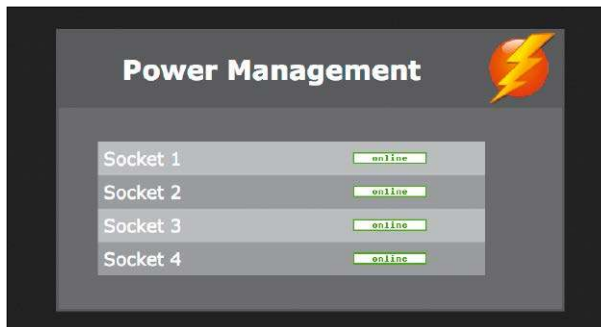 Power Management
Socket 1 online
Socket 2 online
Socket 3 online
Socket 4 online